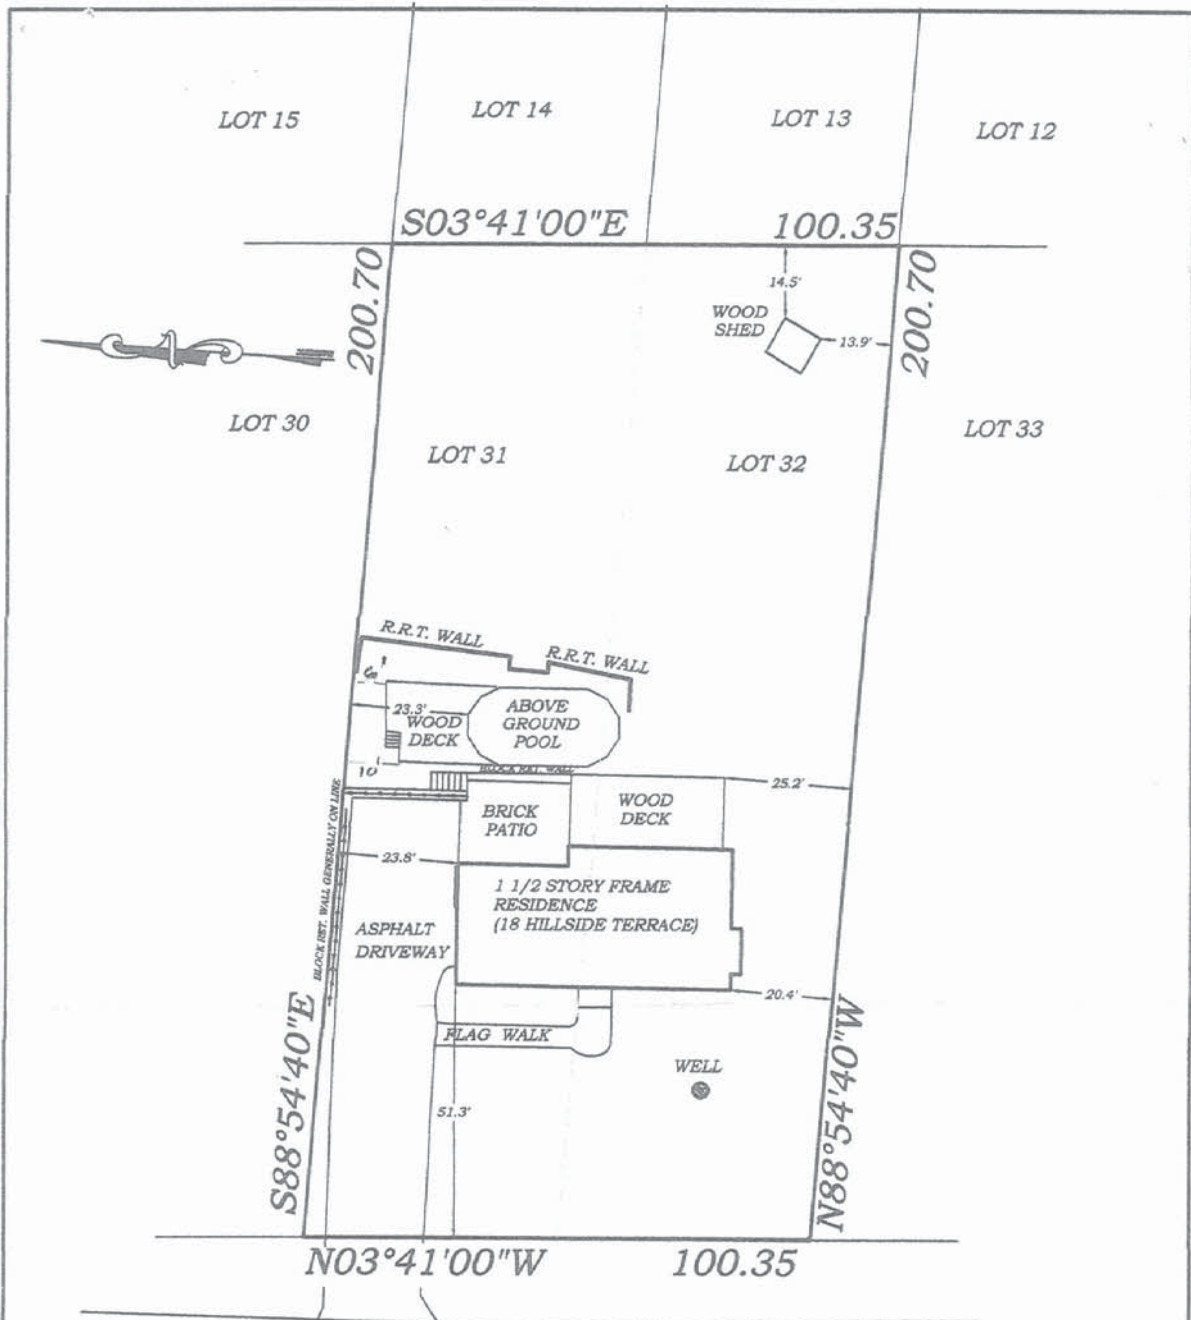 LOT 15
LOT 14
LOT 13
LOT 12
S03°41'00"E
100.35
200.70
200.70
14.5'
WOOD
SHED
13.9'
LOT 30
LOT 31
LOT 32
LOT 33
R.R.T. WALL
R.R.T. WALL
23.3'
WOOD
DECK
ABOVE
GROUND
POOL
10'
BLOCK RET. WALL
25.2'
BRICK
PATIO
WOOD
DECK
BLOCK RET. WALL GENERALLY ON LINE
23.8'
1 1/2 STORY FRAME
RESIDENCE
(18 HILLSIDE TERRACE)
ASPHALT
DRIVEWAY
20.4'
FLAG WALK
WELL
51.3'
S88°54'40"E
N88°54'40"W
N03°41'00"W
100.35